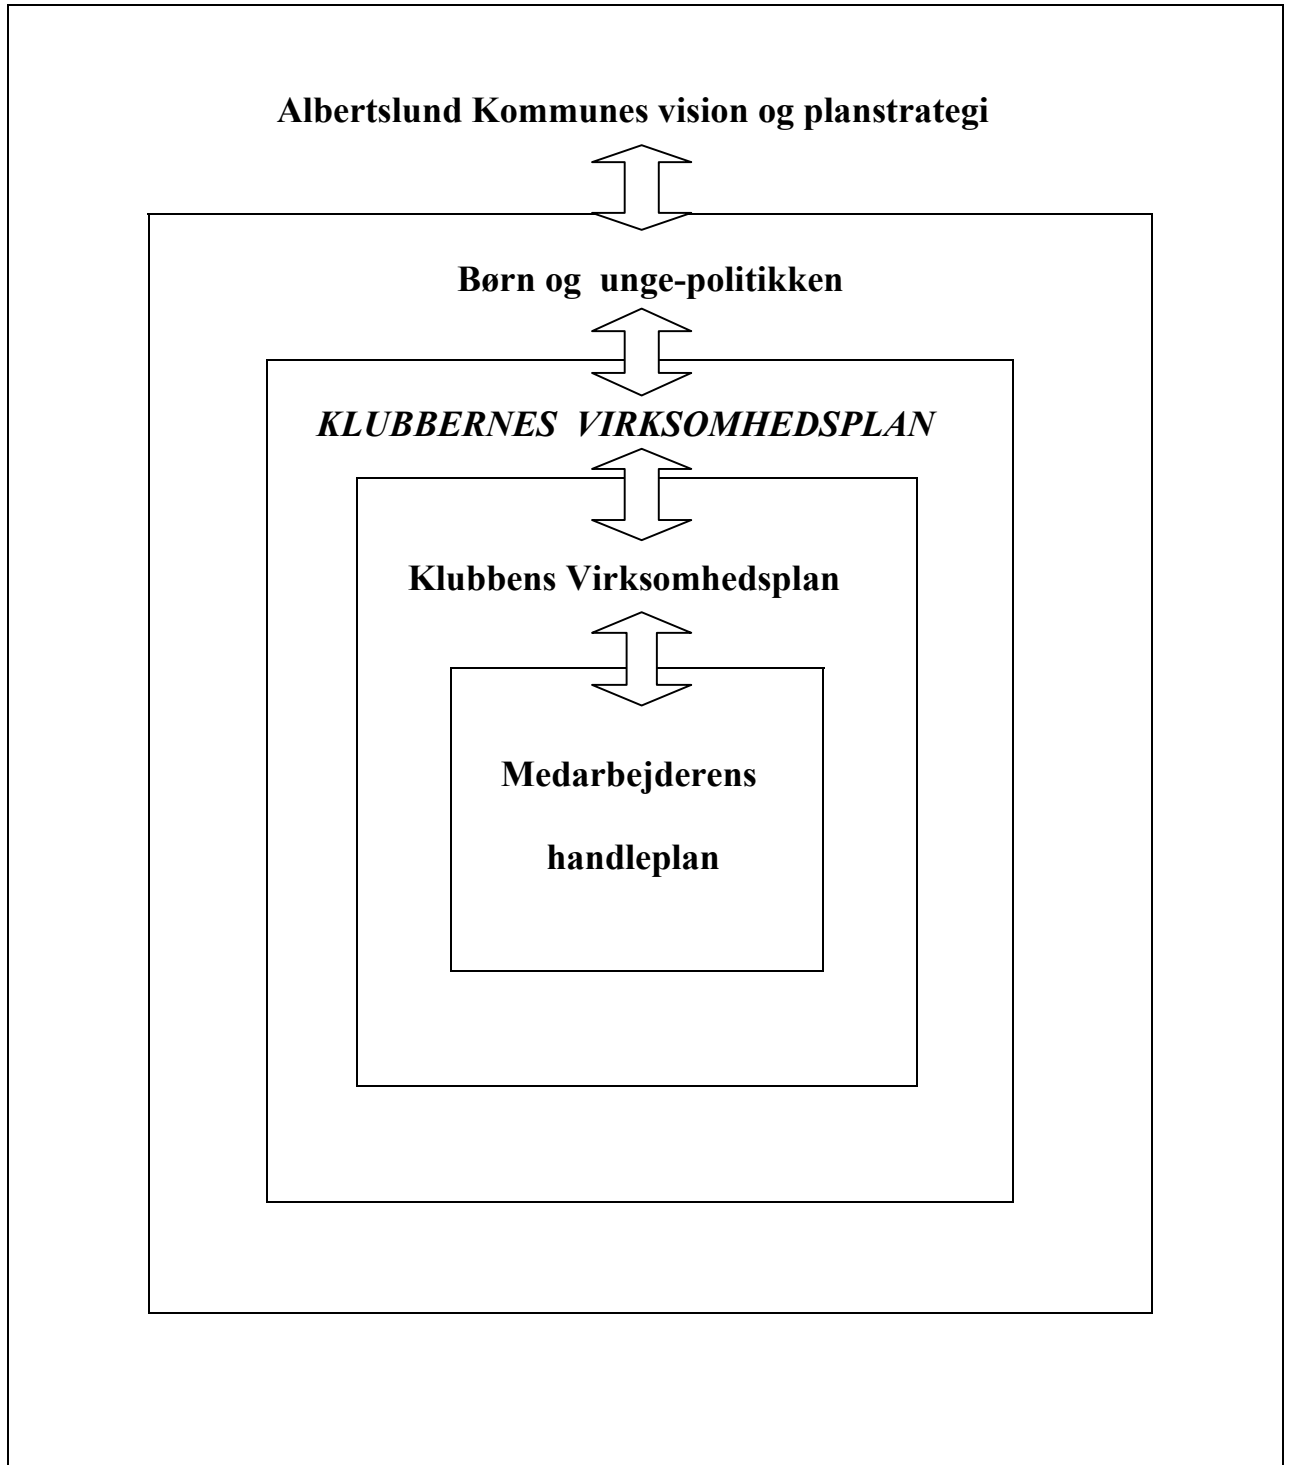 Albertslund Kommunes vision og planstrategi
Børn og  unge-politikken
KLUBBERNES  VIRKSOMHEDSPLAN
Klubbens Virksomhedsplan
Medarbejderens
handleplan